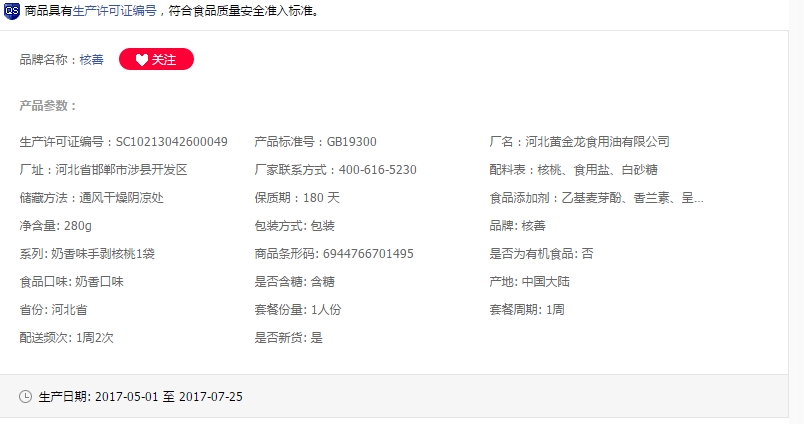 QS 商品具有生产许可证编号，符合食品质量安全准入标准。
品牌名称：核善 关注
产品参数：
生产许可证编号：SC10213042600049 产品标准号：GB19300 厂名：河北黄金龙食用油有限公司
厂址：河北省邯郸市涉县开发区 厂家联系方式：400-616-5230 配料表：核桃、食用盐、白砂糖
储藏方法：通风干燥阴凉处 保质期：180 天 食品添加剂：乙基麦芽酚、香兰素、呈...
净含量: 280g 包装方式: 包装 品牌: 核善
系列: 奶香味手剥核桃1袋 商品条形码: 6944766701495 是否为有机食品: 否
食品口味: 奶香口味 是否含糖: 含糖 产地: 中国大陆
省份: 河北省 套餐份量: 1人份 套餐周期: 1周
配送频次: 1周2次 是否新货: 是
生产日期: 2017-05-01 至 2017-07-25